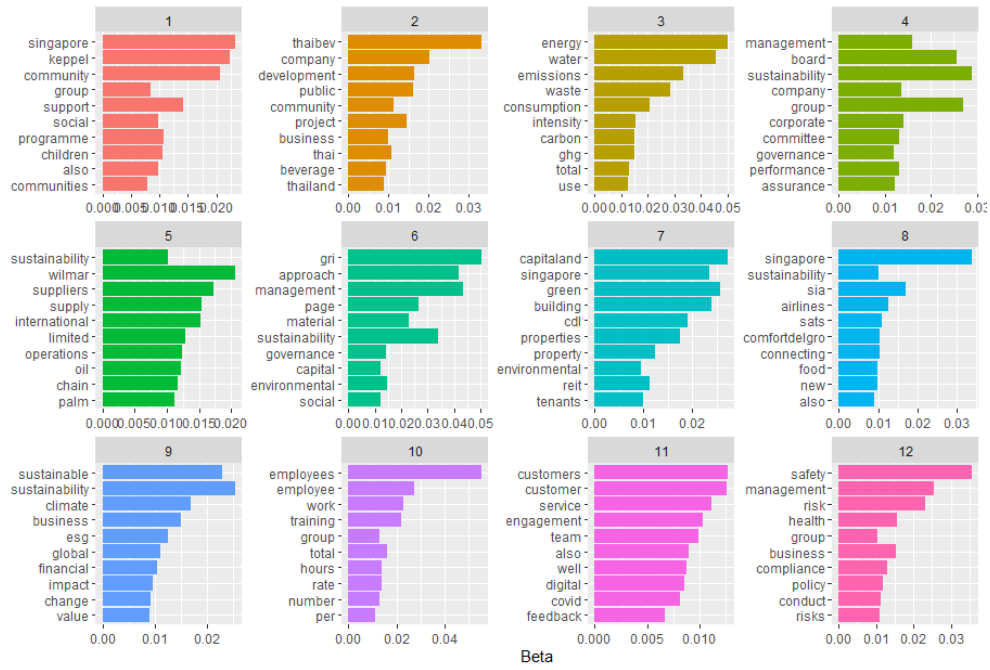 1
singapore
keppel
community
group
support
social
programme
children
also
communities
0.000 0.005 0.010 0.015 0.020
2
thaibev
company
development
public
community
project
business
thai
beverage
thailand
0.00 0.01 0.02 0.03
3
energy
water
emissions
waste
consumption
intensity
carbon
ghg
total
use
0.00 0.01 0.02 0.03 0.04 0.05
4
management
board
sustainability
company
group
corporate
committee
governance
performance
assurance
0.00 0.01 0.02 0.03
5
sustainability
wilmar
suppliers
supply
international
limited
operations
oil
chain
palm
0.000 0.005 0.010 0.015 0.020
6
gri
approach
management
page
material
sustainability
governance
capital
environmental
social
0.00 0.01 0.02 0.03 0.04 0.05
7
capitaland
singapore
green
building
cdl
properties
property
environmental
reit
tenants
0.00 0.01 0.02
8
singapore
sustainability
sia
airlines
sats
comfortdelgro
connecting
food
new
also
0.00 0.01 0.02 0.03
9
sustainable
sustainability
climate
business
esg
global
financial
impact
change
value
0.00 0.01 0.02
10
employees
employee
work
training
group
total
hours
rate
number
per
0.00 0.02 0.04
11
customers
customer
service
engagement
team
also
well
digital
covid
feedback
0.000 0.005 0.010
12
safety
management
risk
health
group
business
compliance
policy
conduct
risks
0.00 0.01 0.02 0.03
Beta